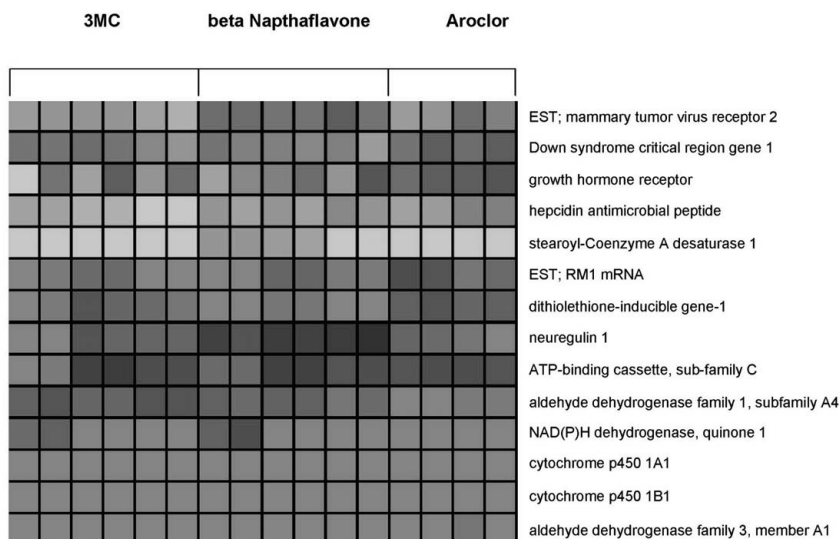 3MC beta Napthaflavone Aroclor
EST; mammary tumor virus receptor 2
Down syndrome critical region gene 1
growth hormone receptor
hepcidin antimicrobial peptide
stearoyl-Coenzyme A desaturase 1
EST; RM1 mRNA
dithiolethione-inducible gene-1
neuregulin 1
ATP-binding cassette, sub-family C
aldehyde dehydrogenase family 1, subfamily A4
NAD(P)H dehydrogenase, quinone 1
cytochrome p450 1A1
cytochrome p450 1B1
aldehyde dehydrogenase family 3, member A1